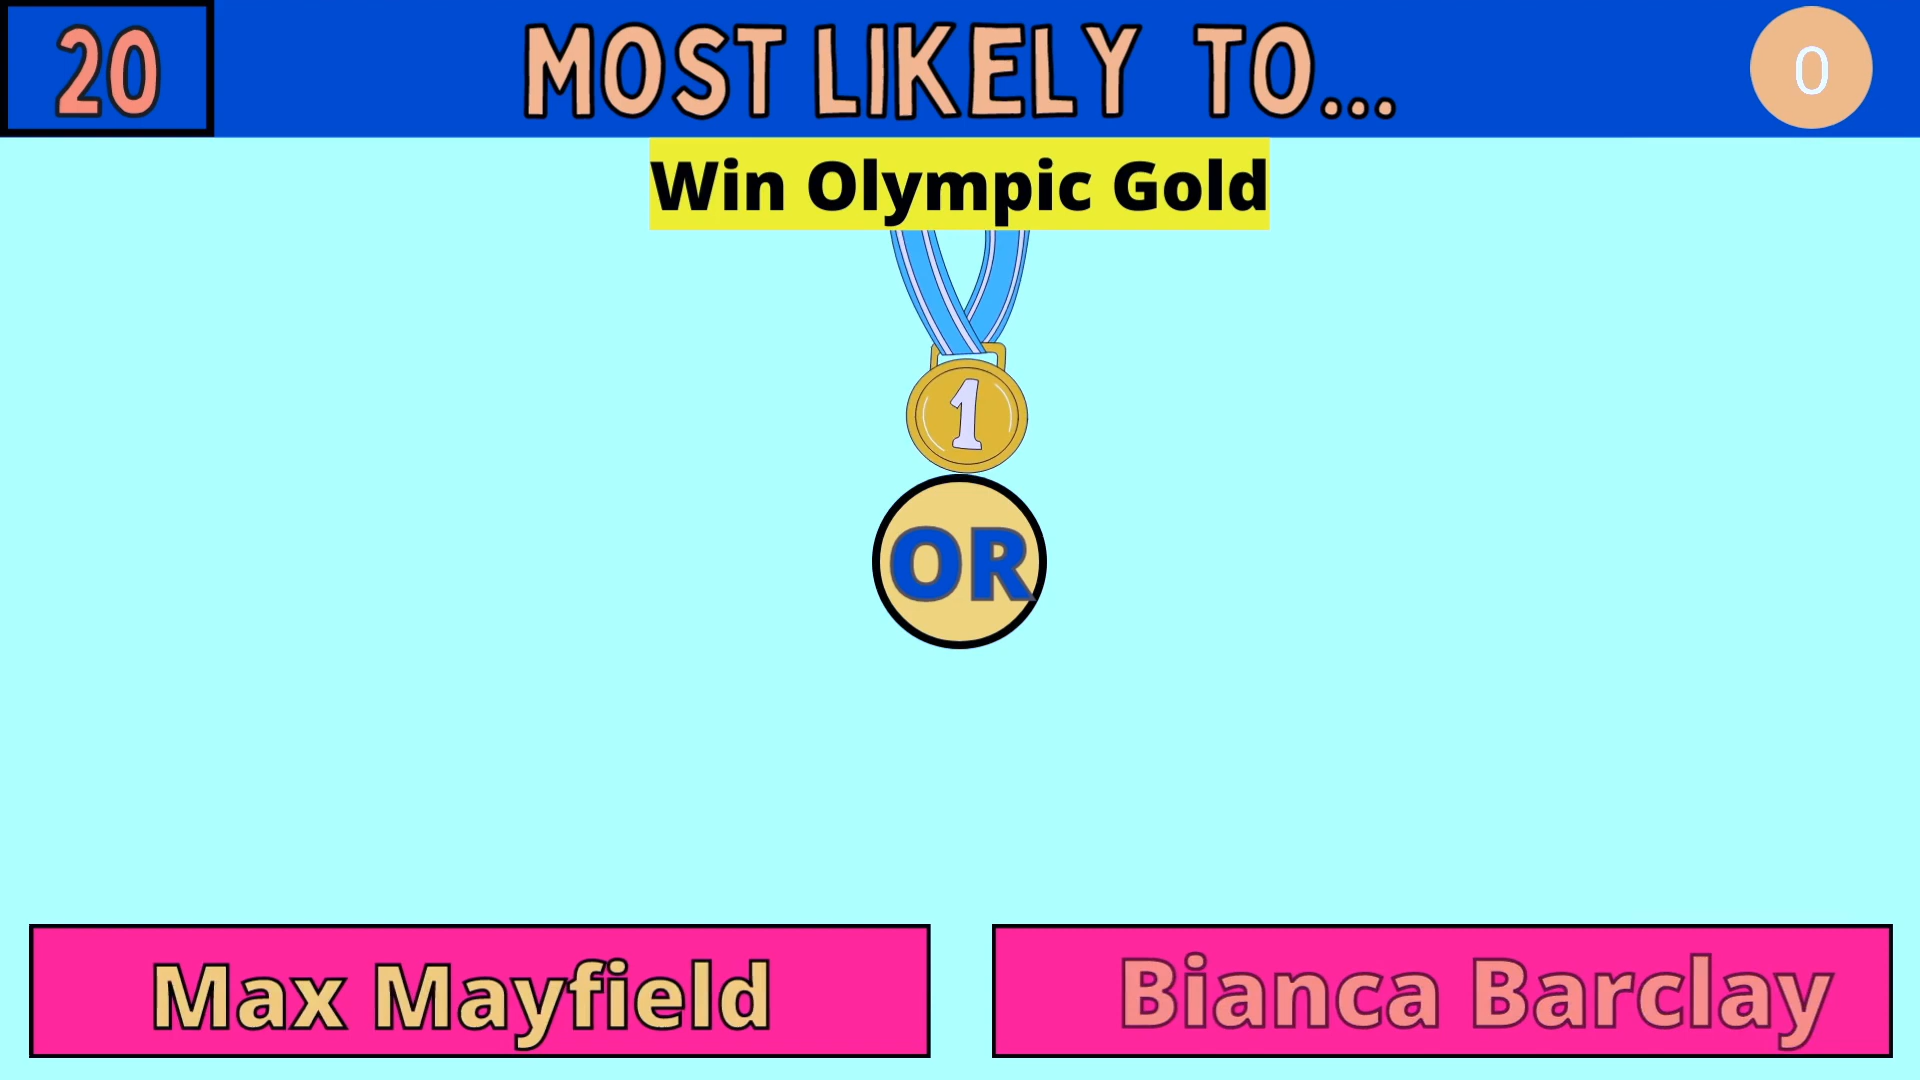 20
MOST LIKELY TO...
0
Win Olympic Gold
1
OR
Max Mayfield
Bianca Barclay